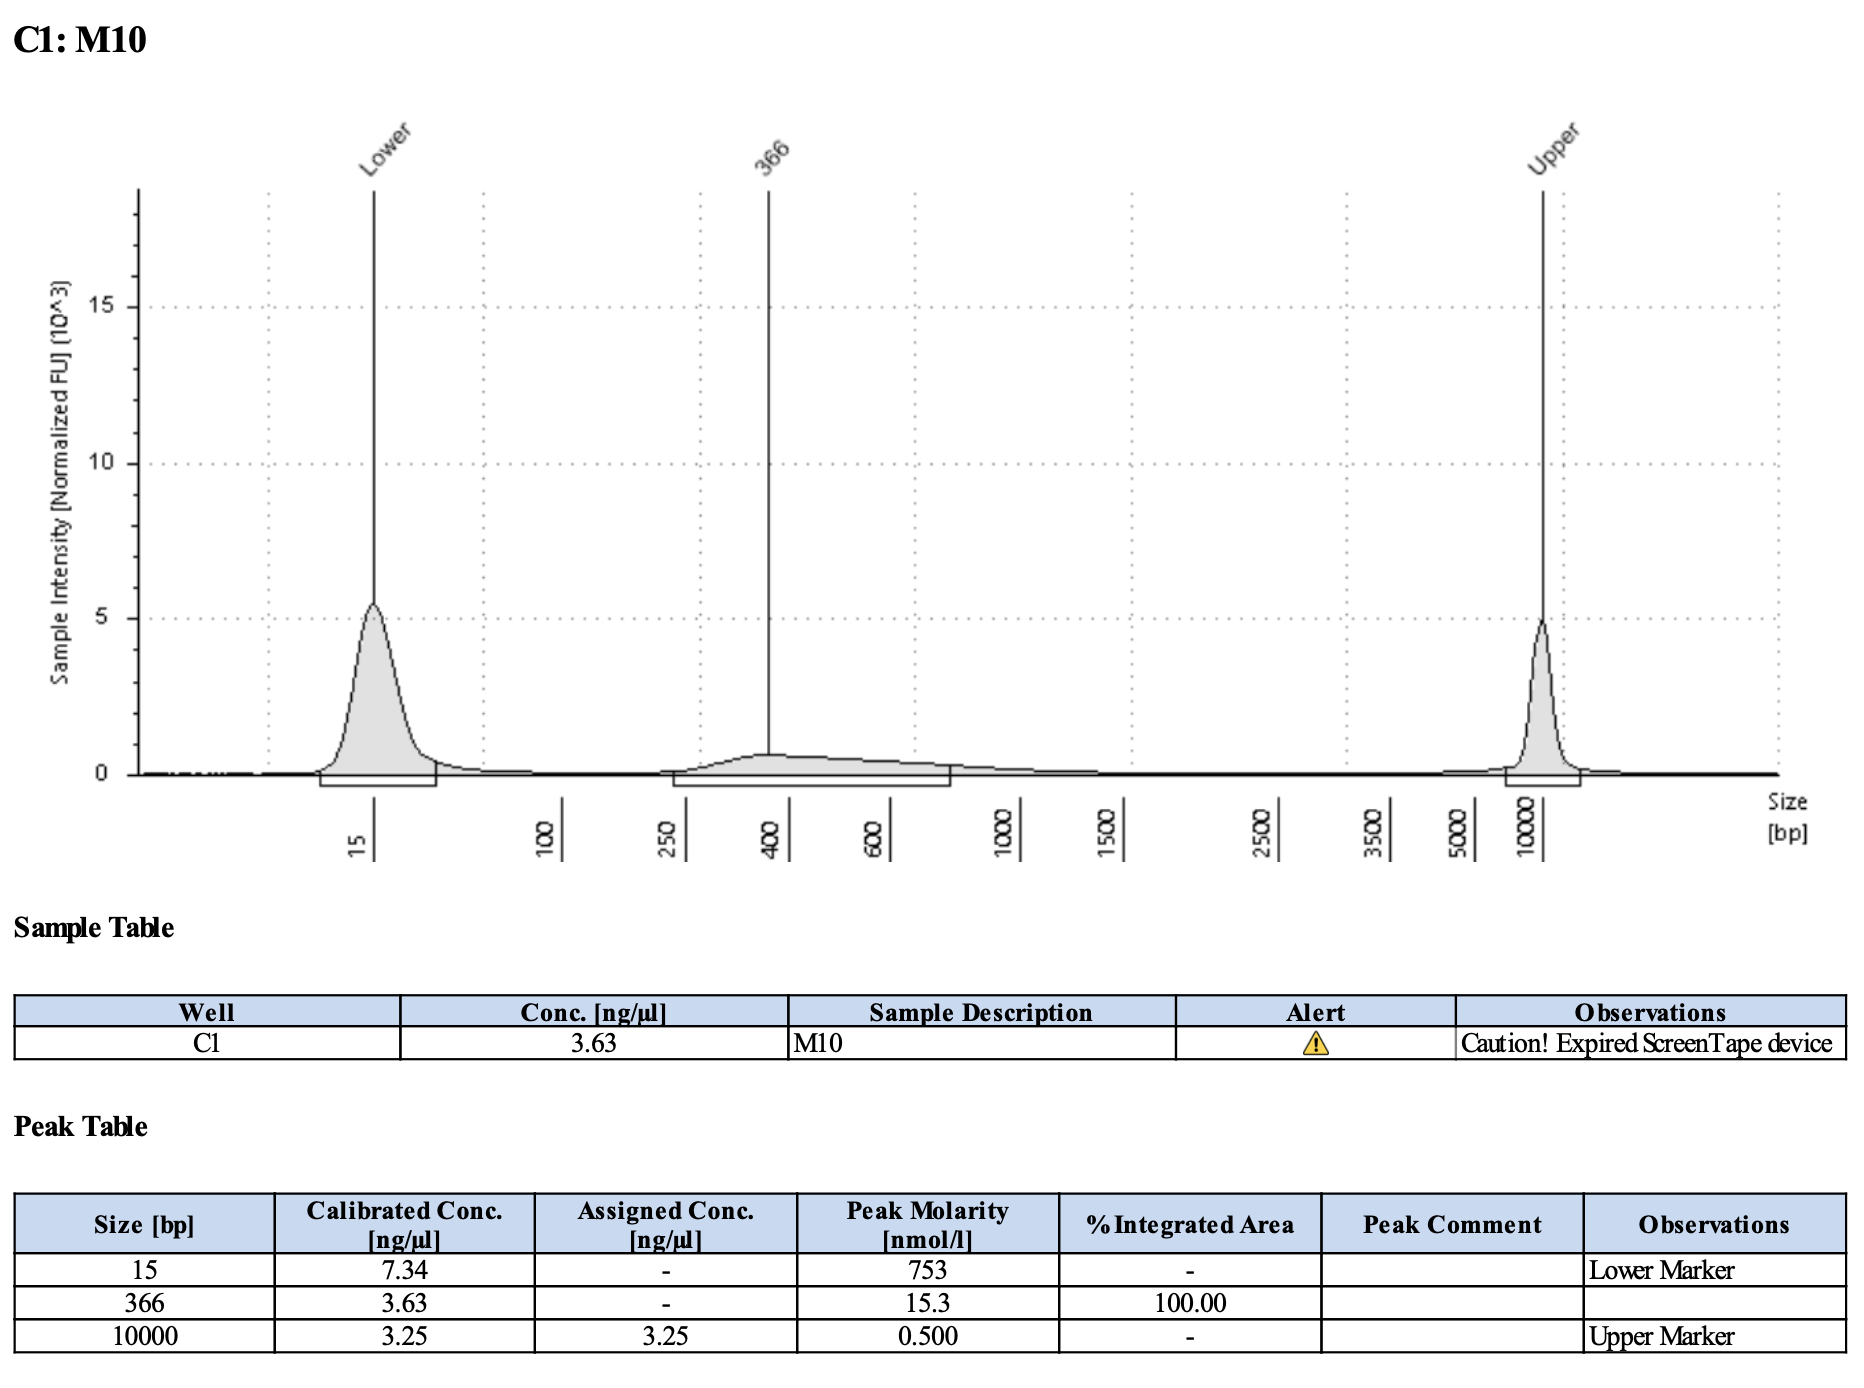 C1: M10
Lower
366
Upper
Sample Intensity [Normalized FU] (10^3)
15
10
5
0
15
100
250
400
600
1000
1500
2500
3500
5000
10000
Size
[bp]
Sample Table
Well Conc. [ng/µl] Sample Description Alert Observations
C1 3.63 M10 Caution! Expired ScreenTape device
Peak Table
Size [bp] Calibrated Conc. [ng/µl] Assigned Conc. [ng/µl] Peak Molarity [nmol/l] % Integrated Area Peak Comment Observations
15 7.34 - 753 - Lower Marker
366 3.63 - 15.3 100.00
10000 3.25 3.25 0.500 - Upper Marker